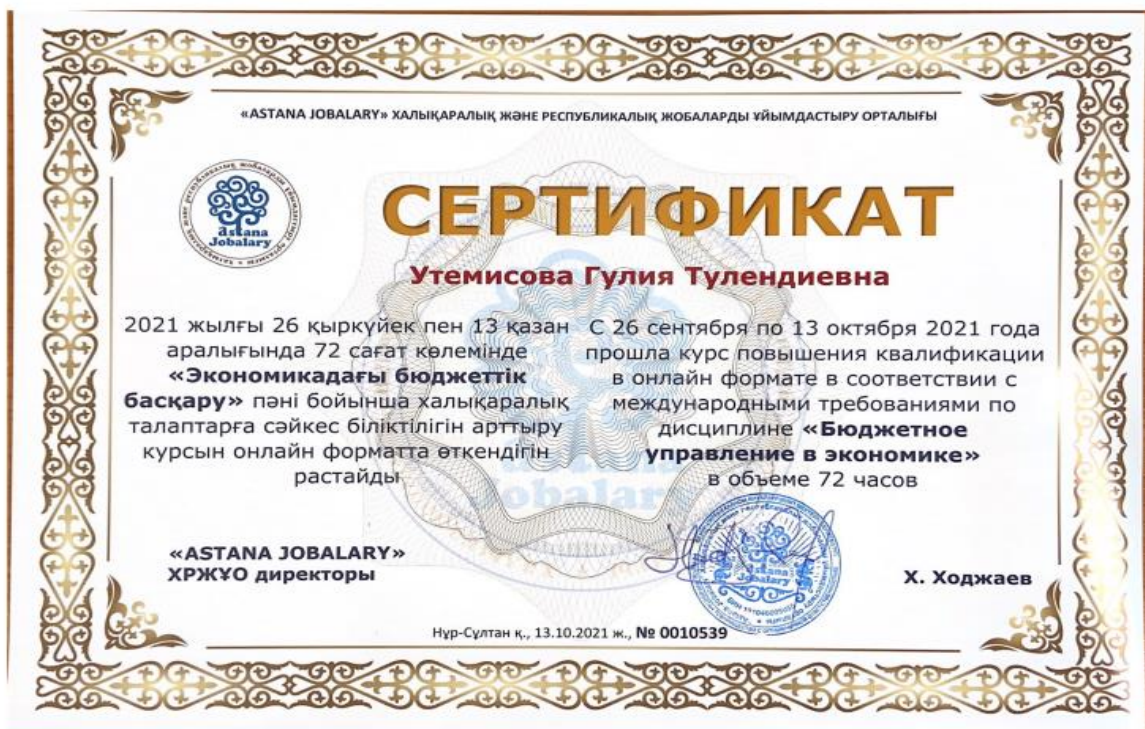 «ASTANA JOBALARY» ХАЛЫҚАРАЛЫҚ ЖӘНЕ РЕСПУБЛИКАЛЫҚ ЖОБАЛАРДЫ ҰЙЫМДАСТЫРУ ОРТАЛЫҒЫ
astana
Jobalary
СЕРТИФИКАТ
Утемисова Гулия Тулендиевна
2021 жылғы 26 қыркүйек пен 13 қазан
аралығында 72 сағат көлемінде
«Экономикадағы бюджеттік
басқару» пәні бойынша халықаралық
талаптарға сәйкес біліктілігін арттыру
курсын онлайн форматта өткендігін
растайды
С 26 сентября по 13 октября 2021 года
прошла курс повышения квалификации
в онлайн формате в соответствии с
международными требованиями по
дисциплине «Бюджетное
управление в экономике»
в объеме 72 часов
«ASTANA JOBALARY»
ХРЖҰО директоры
astana
Jobalary
Х. Ходжаев
Нұр-Сұлтан қ., 13.10.2021 ж., № 0010539